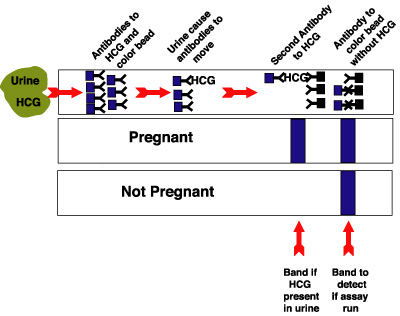 Antibodies to
HCG and
color bead
Urine cause
antibodies to
move
Second Antibody
to HCG
Antibody to
color bead
without HCG
Urine
HCG
HCG
HCG
Pregnant
Not Pregnant
Band if
HCG
present
in urine
Band to
detect
if assay
run